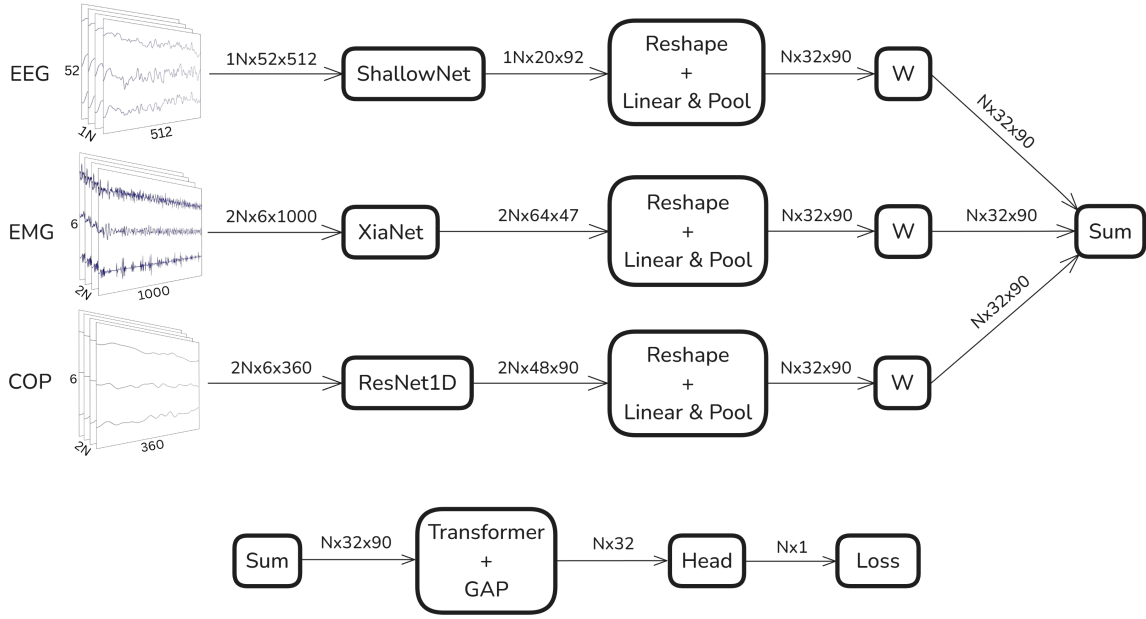 EEG
52
1N
512
1Nx52x512
ShallowNet
1Nx20x92
Reshape
+
Linear & Pool
Nx32x90
W
Nx32x90
EMG
6
2N
1000
2Nx6x1000
XiaNet
2Nx64x47
Reshape
+
Linear & Pool
Nx32x90
W
Nx32x90
Sum
COP
6
2N
360
2Nx6x360
ResNet1D
2Nx48x90
Reshape
+
Linear & Pool
Nx32x90
W
Nx32x90
Sum
Nx32x90
Transformer
+
GAP
Nx32
Head
Nx1
Loss